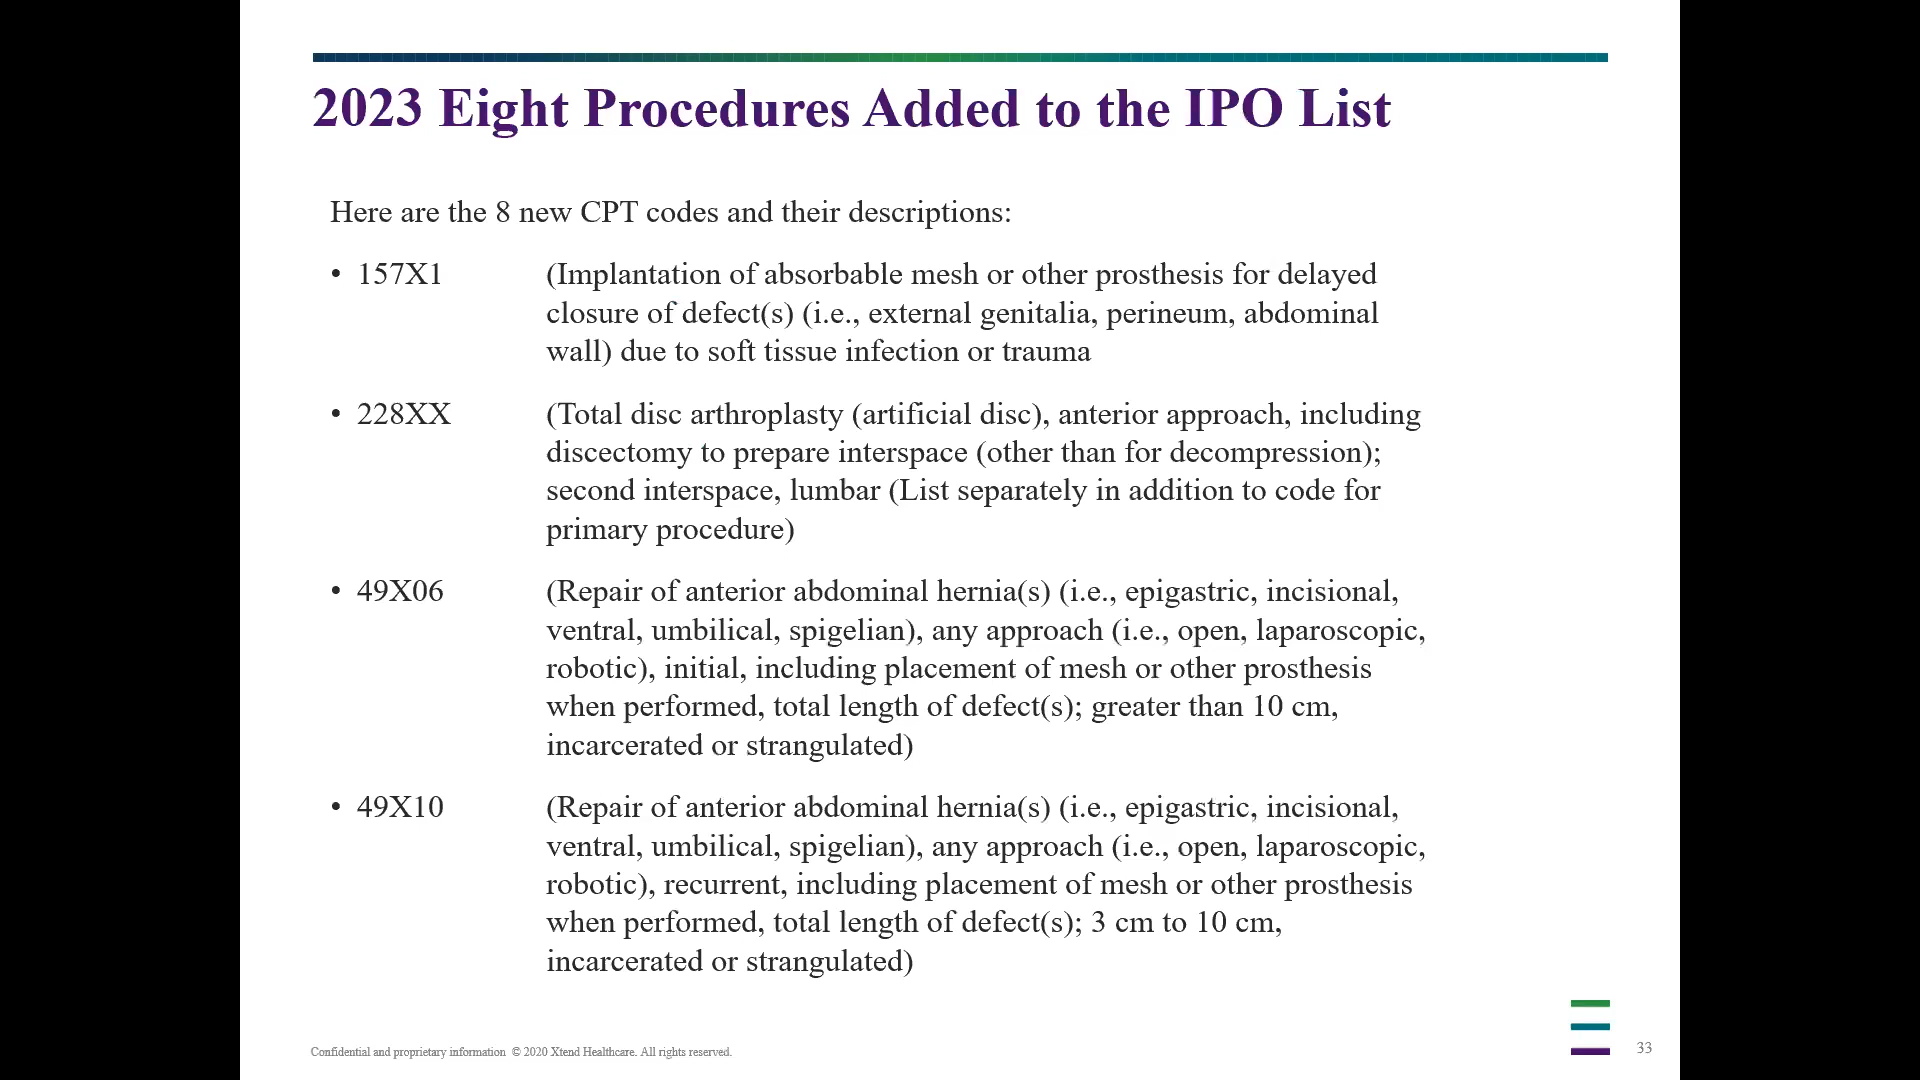 2023 Eight Procedures Added to the IPO List
Here are the 8 new CPT codes and their descriptions:
• 157X1 (Implantation of absorbable mesh or other prosthesis for delayed
closure of defect(s) (i.e., external genitalia, perineum, abdominal
wall) due to soft tissue infection or trauma
• 228XX (Total disc arthroplasty (artificial disc), anterior approach, including
discectomy to prepare interspace (other than for decompression);
second interspace, lumbar (List separately in addition to code for
primary procedure)
• 49X06 (Repair of anterior abdominal hernia(s) (i.e., epigastric, incisional,
ventral, umbilical, spigelian), any approach (i.e., open, laparoscopic,
robotic), initial, including placement of mesh or other prosthesis
when performed, total length of defect(s); greater than 10 cm,
incarcerated or strangulated)
• 49X10 (Repair of anterior abdominal hernia(s) (i.e., epigastric, incisional,
ventral, umbilical, spigelian), any approach (i.e., open, laparoscopic,
robotic), recurrent, including placement of mesh or other prosthesis
when performed, total length of defect(s); 3 cm to 10 cm,
incarcerated or strangulated)
Confidential and proprietary information © 2020 Xtend Healthcare. All rights reserved.
33